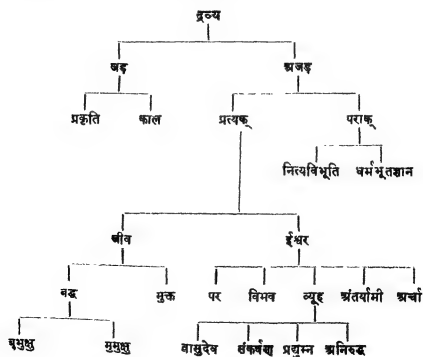 द्रव्य
जड़ अजड़
प्रकृति काल प्रत्यक् पराक्
नित्यविभूति धर्मभूतज्ञान
जीव ईश्वर
बद्ध मुक्त पर विभव व्यूह अंतर्यामी अर्चा
बुभुक्षु मुमुक्षु वासुदेव संकर्षण प्रद्युम्न अनिरुद्ध